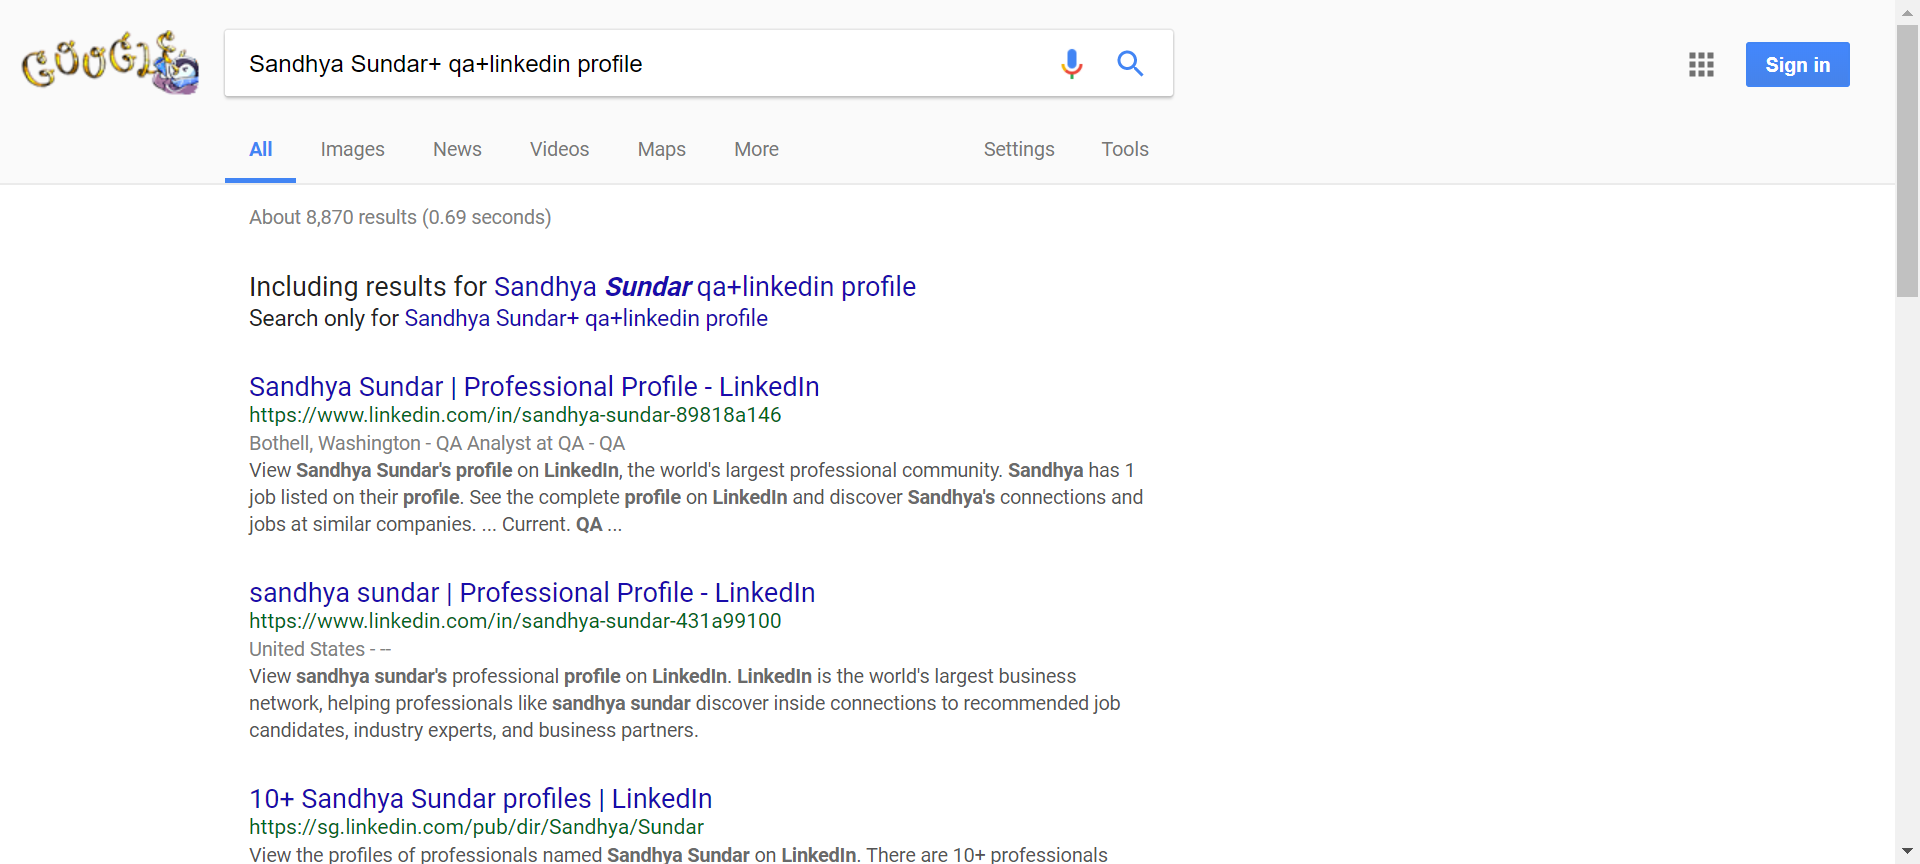 Google
Sandhya Sundar+ qa+linkedin profile
Sign in
All Images News Videos Maps More Settings Tools
About 8,870 results (0.69 seconds)
Including results for Sandhya Sundar qa+linkedin profile
Search only for Sandhya Sundar+ qa+linkedin profile
Sandhya Sundar | Professional Profile - LinkedIn
https://www.linkedin.com/in/sandhya-sundar-89818a146
Bothell, Washington - QA Analyst at QA - QA
View Sandhya Sundar's profile on LinkedIn, the world's largest professional community. Sandhya has 1
job listed on their profile. See the complete profile on LinkedIn and discover Sandhya's connections and
jobs at similar companies. ... Current. QA ...
sandhya sundar | Professional Profile - LinkedIn
https://www.linkedin.com/in/sandhya-sundar-431a99100
United States - --
View sandhya sundar's professional profile on LinkedIn. LinkedIn is the world's largest business
network, helping professionals like sandhya sundar discover inside connections to recommended job
candidates, industry experts, and business partners.
10+ Sandhya Sundar profiles | LinkedIn
https://sg.linkedin.com/pub/dir/Sandhya/Sundar
View the profiles of professionals named Sandhya Sundar on LinkedIn. There are 10+ professionals